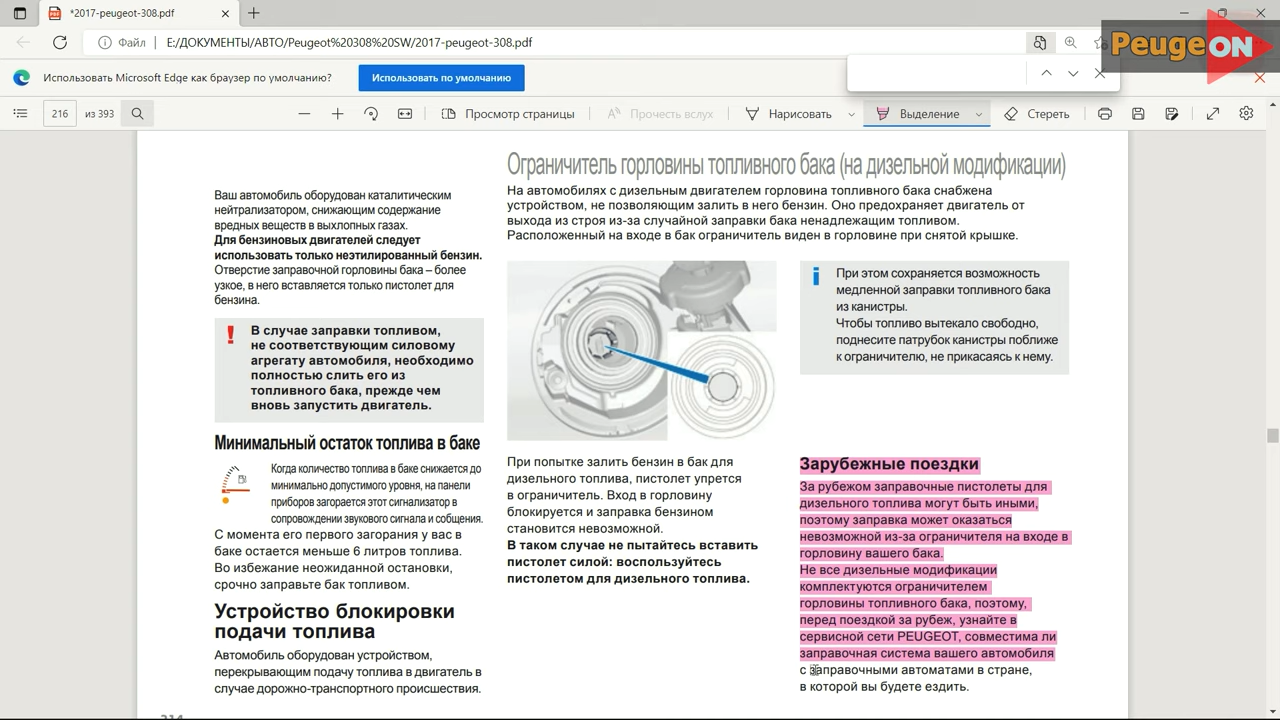 *2017-peugeot-308.pdf
Файл
E:/ДОКУМЕНТЫ/АВТО/Peugeot%20308%20SW/2017-peugeot-308.pdf
PeugeON
Использовать Microsoft Edge как браузер по умолчанию?
Использовать по умолчанию
216
из 393
Просмотр страницы
Прочесть вслух
Нарисовать
Выделение
Стереть
Ваш автомобиль оборудован каталитическим
нейтрализатором, снижающим содержание
вредных веществ в выхлопных газах.
Для бензиновых двигателей следует
использовать только неэтилированный бензин.
Отверстие заправочной горловины бака – более
узкое, в него вставляется только пистолет для
бензина.
В случае заправки топливом,
не соответствующим силовому
агрегату автомобиля, необходимо
полностью слить его из
топливного бака, прежде чем
вновь запустить двигатель.
Минимальный остаток топлива в баке
Когда количество топлива в баке снижается до
минимально допустимого уровня, на панели
приборов загорается этот сигнализатор в
сопровождении звукового сигнала и собщения.
С момента его первого загорания у вас в
баке остается меньше 6 литров топлива.
Во избежание неожиданной остановки,
срочно заправьте бак топливом.
Устройство блокировки
подачи топлива
Автомобиль оборудован устройством,
перекрывающим подачу топлива в двигатель в
случае дорожно-транспортного происшествия.
214
Ограничитель горловины топливного бака (на дизельной модификации)
На автомобилях с дизельным двигателем горловина топливного бака снабжена
устройством, не позволяющим залить в него бензин. Оно предохраняет двигатель от
выхода из строя из-за случайной заправки бака ненадлежащим топливом.
Расположенный на входе в бак ограничитель виден в горловине при снятой крышке.
При попытке залить бензин в бак для
дизельного топлива, пистолет упрется
в ограничитель. Вход в горловину
блокируется и заправка бензином
становится невозможной.
В таком случае не пытайтесь вставить
пистолет силой: воспользуйтесь
пистолетом для дизельного топлива.
При этом сохраняется возможность
медленной заправки топливного бака
из канистры.
Чтобы топливо вытекало свободно,
поднесите патрубок канистры поближе
к ограничителю, не прикасаясь к нему.
Зарубежные поездки
За рубежом заправочные пистолеты для
дизельного топлива могут быть иными,
поэтому заправка может оказаться
невозможной из-за ограничителя на входе в
горловину вашего бака.
Не все дизельные модификации
комплектуются ограничителем
горловины топливного бака, поэтому,
перед поездкой за рубеж, узнайте в
сервисной сети PEUGEOT, совместима ли
заправочная система вашего автомобиля
с заправочными автоматами в стране,
в которой вы будете ездить.